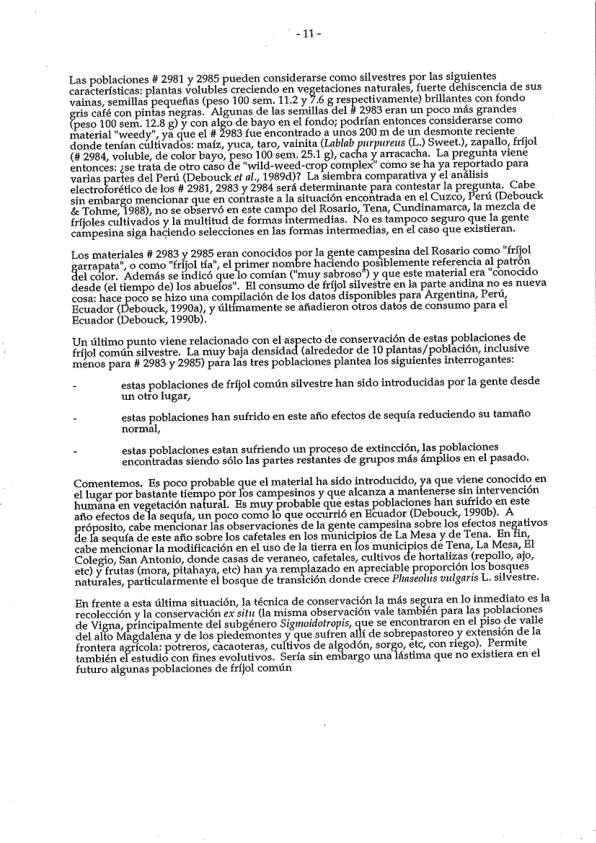 - 11 -
Las poblaciones # 2981 y 2985 pueden considerarse como silvestres por las siguientes
características: plantas volubles creciendo en vegetaciones naturales, fuerte dehiscencia de sus
vainas, semillas pequeñas (peso 100 sem. 11.2 y 7.6 g respectivamente) brillantes con fondo
gris café con pintas negras. Algunas de las semillas del # 2983 eran un poco más grandes
(peso 100 sem. 12.8 g) y con algo de bayo en el fondo; podrían entonces considerarse como
material "weedy", ya que el # 2983 fue encontrado a unos 200 m de un desmonte reciente
donde tenían cultivados: maíz, yuca, taro, vainita (Lablab purpureus (L.) Sweet.), zapallo, fríjol
(# 2984, voluble, de color bayo, peso 100 sem. 25.1 g), cacha y arracacha. La pregunta viene
entonces: ¿se trata de otro caso de "wild-weed-crop complex" como se ha ya reportado para
varias partes del Perú (Debouck et al., 1989d)? La siembra comparativa y el análisis
electroforético de los # 2981, 2983 y 2984 será determinante para contestar la pregunta. Cabe
sin embargo mencionar que en contraste a la situación encontrada en el Cuzco, Perú (Debouck
& Tohme, 1988), no se observó en este campo del Rosario, Tena, Cundinamarca, la mezcla de
fríjoles cultivados y la multitud de formas intermedias. No es tampoco seguro que la gente
campesina siga haciendo selecciones en las formas intermedias, en el caso que existieran.
Los materiales # 2983 y 2985 eran conocidos por la gente campesina del Rosario como "fríjol
garrapata", o como "fríjol tía", el primer nombre haciendo posiblemente referencia al patrón
del color. Además se indicó que lo comían ("muy sabroso") y que este material era "conocido
desde (el tiempo de) los abuelos". El consumo de fríjol silvestre en la parte andina no es nueva
cosa: hace poco se hizo una compilación de los datos disponibles para Argentina, Perú,
Ecuador (Debouck, 1990a), y últimamente se añadieron otros datos de consumo para el
Ecuador (Debouck, 1990b).
Un último punto viene relacionado con el aspecto de conservación de estas poblaciones de
fríjol común silvestre. La muy baja densidad (alrededor de 10 plantas/población, inclusive
menos para # 2983 y 2985) para las tres poblaciones plantea los siguientes interrogantes:
- estas poblaciones de fríjol común silvestre han sido introducidas por la gente desde
un otro lugar,
- estas poblaciones han sufrido en este año efectos de sequía reduciendo su tamaño
normal,
- estas poblaciones estan sufriendo un proceso de extincción, las poblaciones
encontradas siendo sólo las partes restantes de grupos más ámplios en el pasado.
Comentemos. Es poco probable que el material ha sido introducido, ya que viene conocido en
el lugar por bastante tiempo por los campesinos y que alcanza a mantenerse sin intervención
humana en vegetación natural. Es muy probable que estas poblaciones han sufrido en este
año efectos de la sequía, un poco como lo que occurrió en Ecuador (Debouck, 1990b). A
próposito, cabe mencionar las observaciones de la gente campesina sobre los efectos negativos
de la sequía de este año sobre los cafetales en los municipios de La Mesa y de Tena. En fin,
cabe mencionar la modificación en el uso de la tierra en los municipios de Tena, La Mesa, El
Colegio, San Antonio, donde casas de veraneo, cafetales, cultivos de hortalizas (repollo, ajo,
etc) y frutas (mora, pitahaya, etc) han ya remplazado en apreciable proporción los bosques
naturales, particularmente el bosque de transición donde crece Phaseolus vulgaris L. silvestre.
En frente a esta última situación, la técnica de conservación la más segura en lo inmediato es la
recolección y la conservación ex situ (la misma observación vale también para las poblaciones
de Vigna, principalmente del subgénero Sigmoidotropis, que se encontraron en el piso de valle
del alto Magdalena y de los piedemontes y que sufren allí de sobrepastoreo y extensión de la
frontera agrícola: potreros, cacaoteras, cultivos de algodón, sorgo, etc, con riego). Permite
también el estudio con fines evolutivos. Sería sin embargo una lástima que no existiera en el
futuro algunas poblaciones de fríjol común